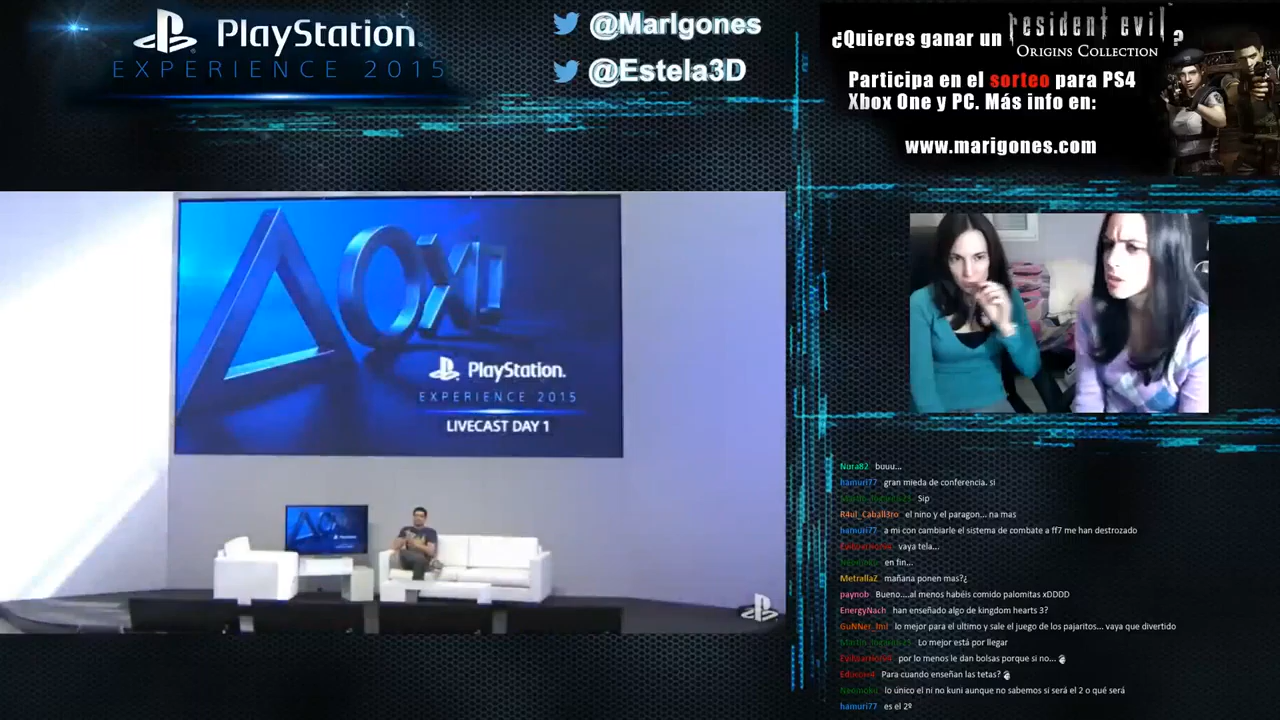 PlayStation
EXPERIENCE 2015
@MarIgones
@Estela3D
¿Quieres ganar un resident evil ?
ORIGINS COLLECTION
Participa en el sorteo para PS4
Xbox One y PC. Más info en:
www.marigones.com
PlayStation.
EXPERIENCE 2015
LIVECAST DAY 1
PlayStation
Nora82 buuu...
hamuri77 gran mieda de conferencia. si
Sip
R4ul_Caball3ro el nino y el paragon... na mas
hamuri77 a mi con cambiarle el sistema de combate a ff7 me han destrozado
vaya tela...
en fin...
MetrallaZ mañana ponen mas?¿
paynob Bueno....al menos habéis comido palomitas xDDDD
EnergyNach han enseñado algo de kingdom hearts 3?
GuNNer_Imi lo mejor para el ultimo y sale el juego de los pajaritos... vaya que divertido
Lo mejor está por llegar
por lo menos le dan bolsas porque si no...
Para cuando enseñan las tetas?
lo único el ni no kuni aunque no sabemos si será el 2 o qué será
hamuri77 es el 2º